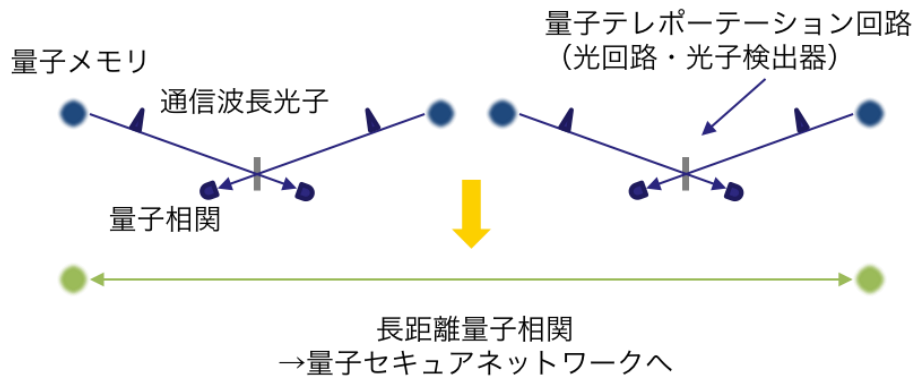 量子テレポーテーション回路
（光回路・光子検出器）
量子メモリ
通信波長光子
量子相関
長距離量子相関
→量子セキュアネットワークへ